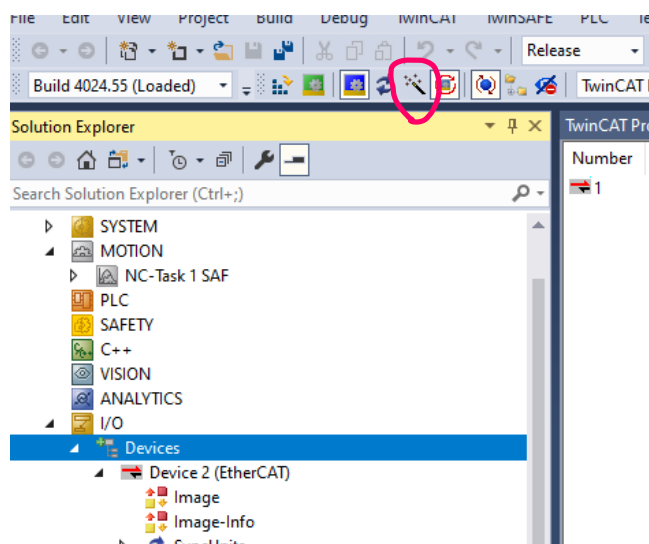 File Edit View Project Build Debug TwinCAT TwinSAFE PLC
Release
Build 4024.55 (Loaded) TwinCAT
Solution Explorer
TwinCAT Pro
Number
Search Solution Explorer (Ctrl+;)
1
SYSTEM
MOTION
NC-Task 1 SAF
PLC
SAFETY
C++
VISION
ANALYTICS
I/O
Devices
Device 2 (EtherCAT)
Image
Image-Info
SyncUnits